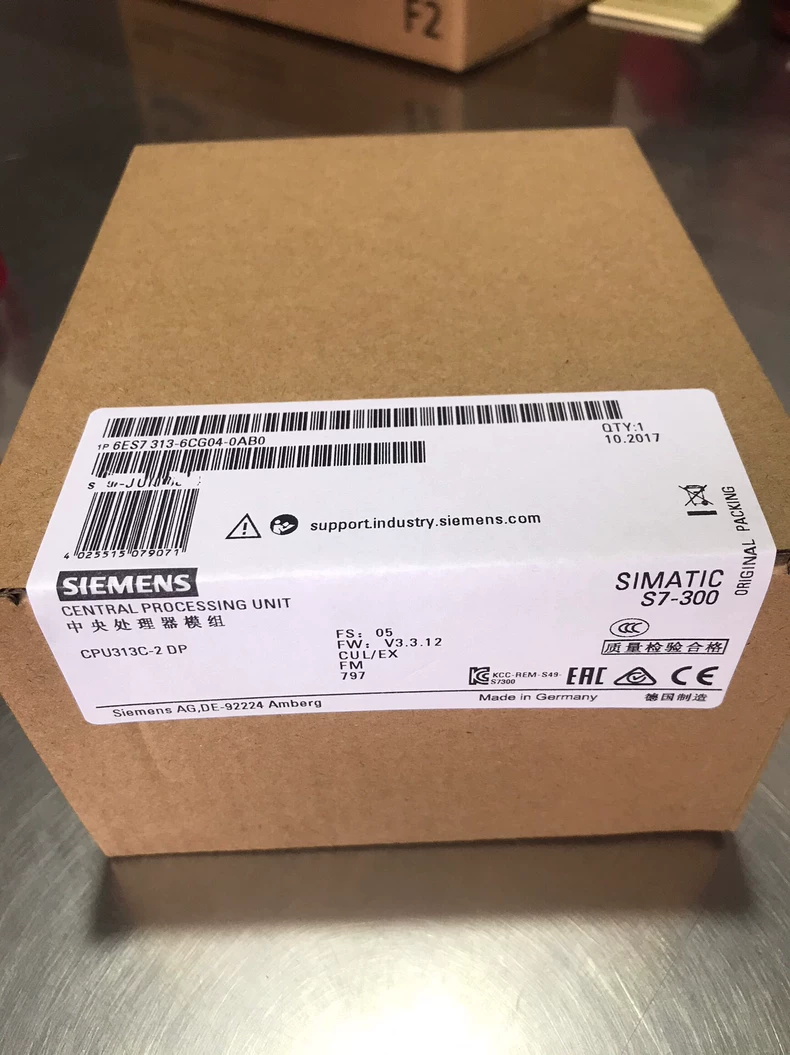 F2
1P 6ES7 313-6CG04-0AB0
QTY:1
10.2017
S
4 025515 079071
support.industry.siemens.com
ORIGINAL PACKING
SIEMENS
CENTRAL PROCESSING UNIT
中央处理器模组
CPU313C-2 DP
SIMATIC
S7-300
FS: 05
FW: V3.3.12
CUL/EX
FM
797
CCC
质量检验合格
KCC-REM-S49-
S7300
EAC
CE
Siemens AG,DE-92224 Amberg
Made in Germany
德国制造